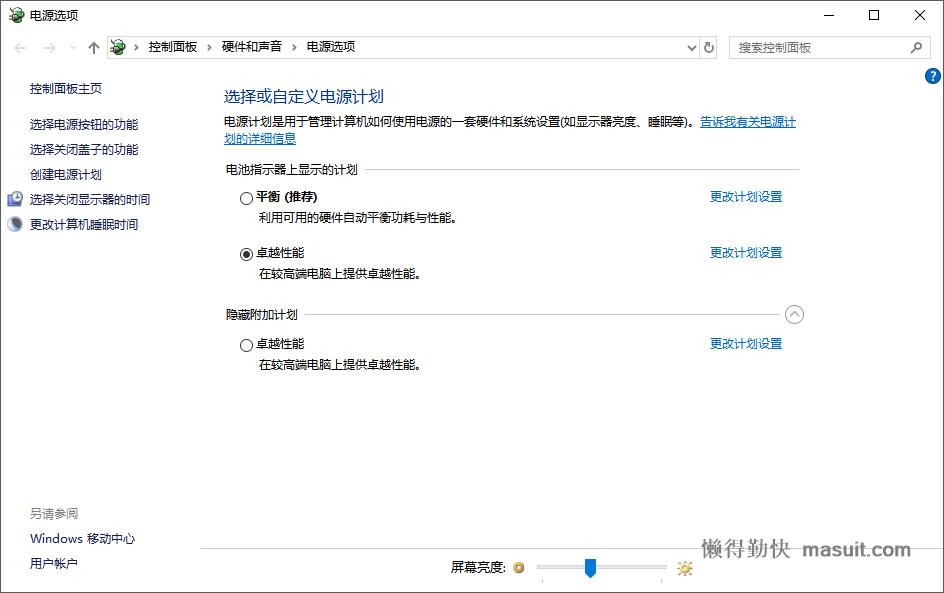 电源选项
控制面板 > 硬件和声音 > 电源选项
搜索控制面板
?
控制面板主页
选择电源按钮的功能
选择关闭盖子的功能
创建电源计划
选择关闭显示器的时间
更改计算机睡眠时间
选择或自定义电源计划
电源计划是用于管理计算机如何使用电源的一套硬件和系统设置(如显示器亮度、睡眠等)。告诉我有关电源计
划的详细信息
电池指示器上显示的计划
平衡 (推荐) 更改计划设置
利用可用的硬件自动平衡功耗与性能。
卓越性能 更改计划设置
在较高端电脑上提供卓越性能。
隐藏附加计划
卓越性能 更改计划设置
在较高端电脑上提供卓越性能。
另请参阅
Windows 移动中心
用户帐户
屏幕亮度:
懒得勤快 masuit.com